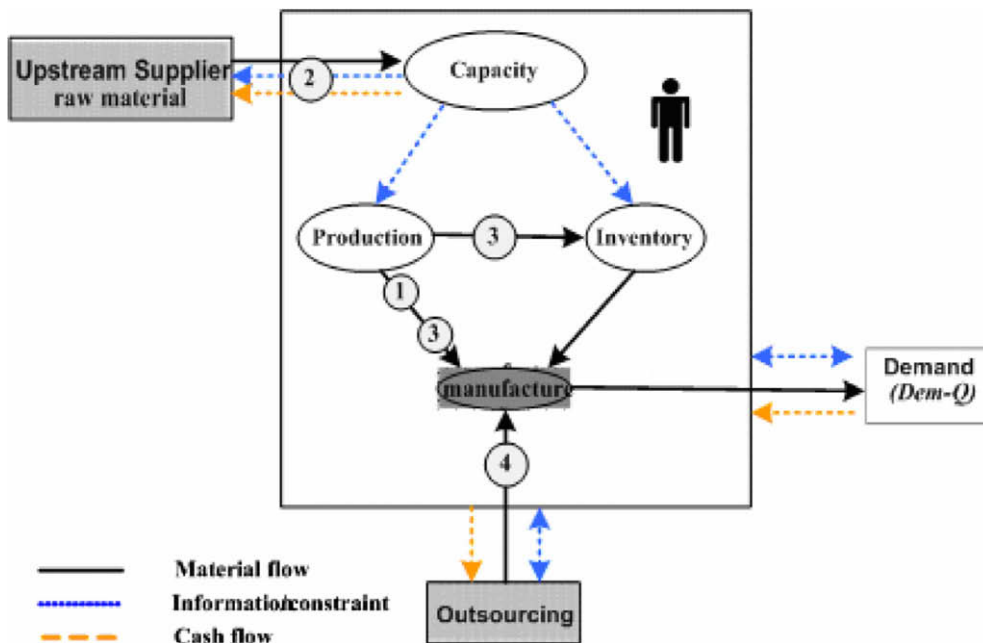 Upstream Supplier
raw material
2
Capacity
Production
3
Inventory
1
3
manufacture
Demand
(Dem-Q)
4
Outsourcing
Material flow
Information/constraint
Cash flow